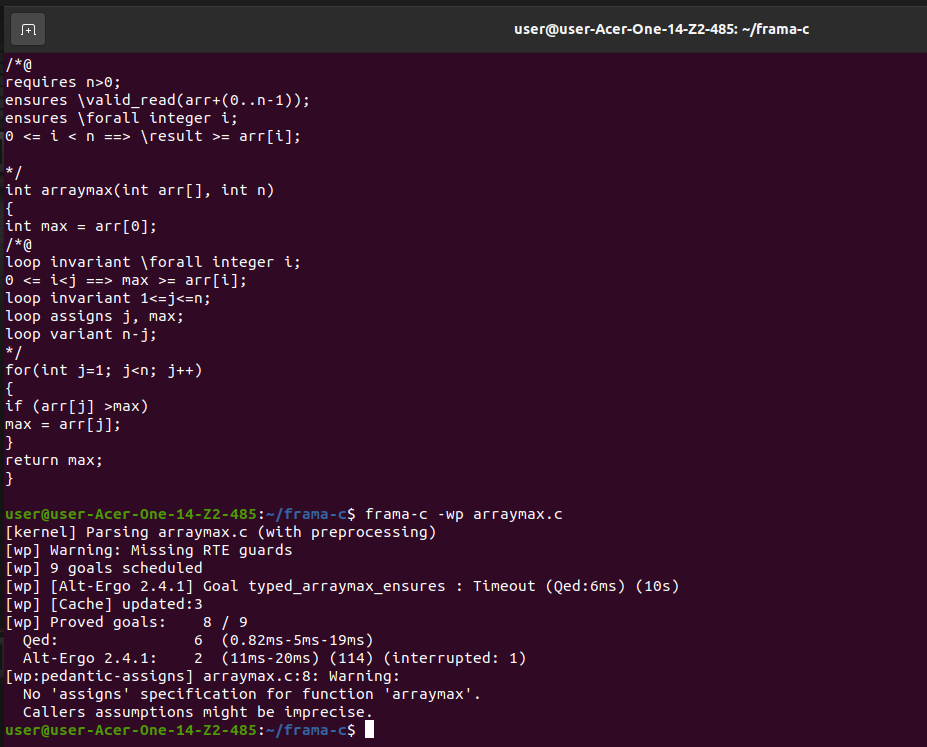 user@user-Acer-One-14-Z2-485: ~/frama-c
/*@
requires n>0;
ensures \valid_read(arr+(0..n-1));
ensures \forall integer i;
0 <= i < n ==> \result >= arr[i];
*/
int arraymax(int arr[], int n)
{
int max = arr[0];
/*@
loop invariant \forall integer i;
0 <= i<j ==> max >= arr[i];
loop invariant 1<=j<=n;
loop assigns j, max;
loop variant n-j;
*/
for(int j=1; j<n; j++)
{
if (arr[j] >max)
max = arr[j];
}
return max;
}
user@user-Acer-One-14-Z2-485:~/frama-c$ frama-c -wp arraymax.c
[kernel] Parsing arraymax.c (with preprocessing)
[wp] Warning: Missing RTE guards
[wp] 9 goals scheduled
[wp] [Alt-Ergo 2.4.1] Goal typed_arraymax_ensures : Timeout (Qed:6ms) (10s)
[wp] [Cache] updated:3
[wp] Proved goals:    8 / 9
  Qed:               6  (0.82ms-5ms-19ms)
  Alt-Ergo 2.4.1:    2  (11ms-20ms) (114) (interrupted: 1)
[wp:pedantic-assigns] arraymax.c:8: Warning:
  No 'assigns' specification for function 'arraymax'.
  Callers assumptions might be imprecise.
user@user-Acer-One-14-Z2-485:~/frama-c$